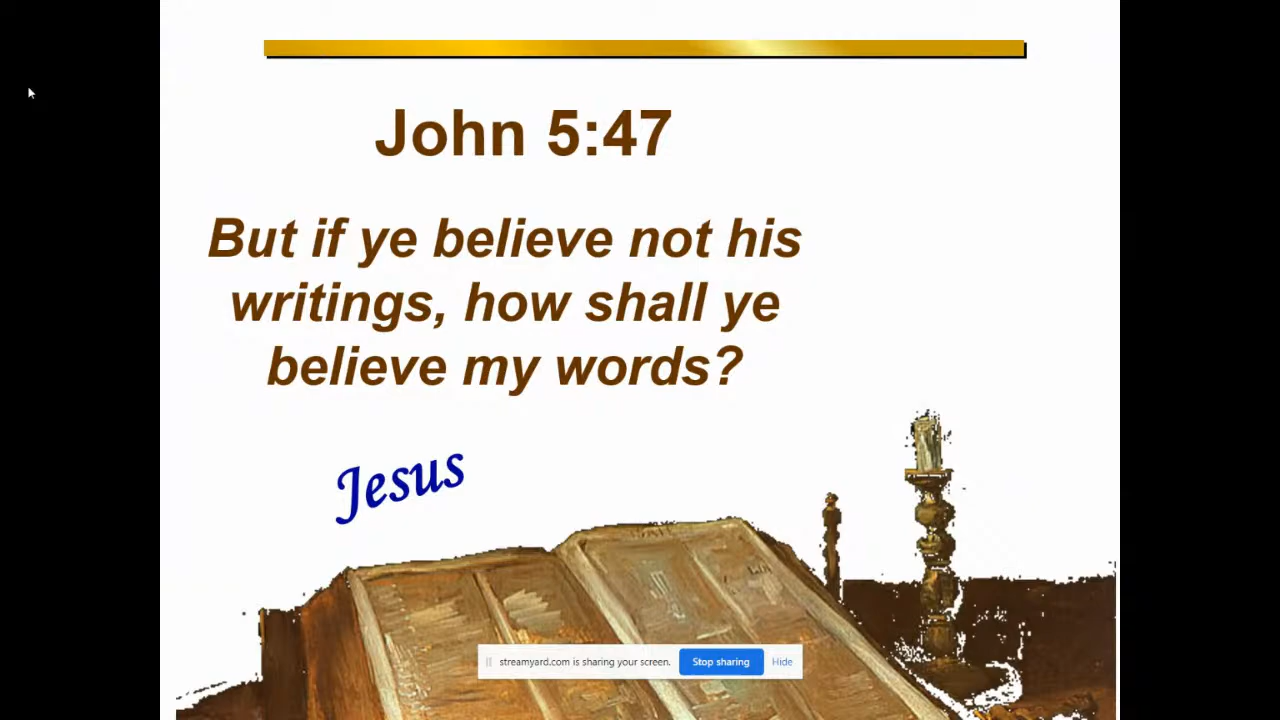 John 5:47
But if ye believe not his
writings, how shall ye
believe my words?
Jesus
streamyard.com is sharing your screen. Stop sharing Hide